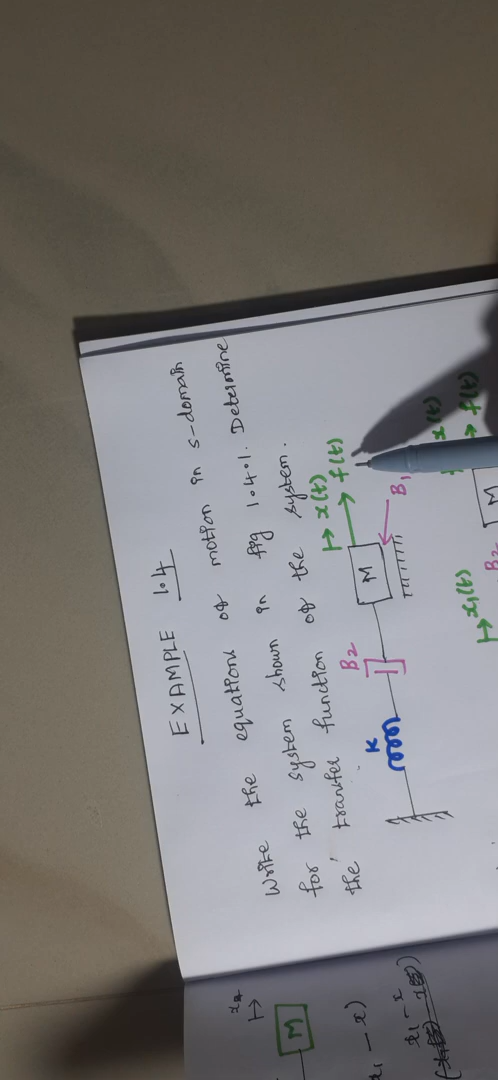 EXAMPLE 1.4
Write the equations of motion in s-domain
for the system shown in fig 1.4.1. Determine
the transfer function of the system.
x(t)
f(t)
K
B2
M
B1
x1(t)
x(t)
f(t)
B2
M
M
x1 - x